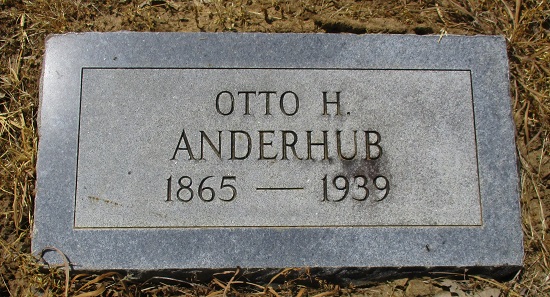 OTTO H.
ANDERHUB
1865 — 1939